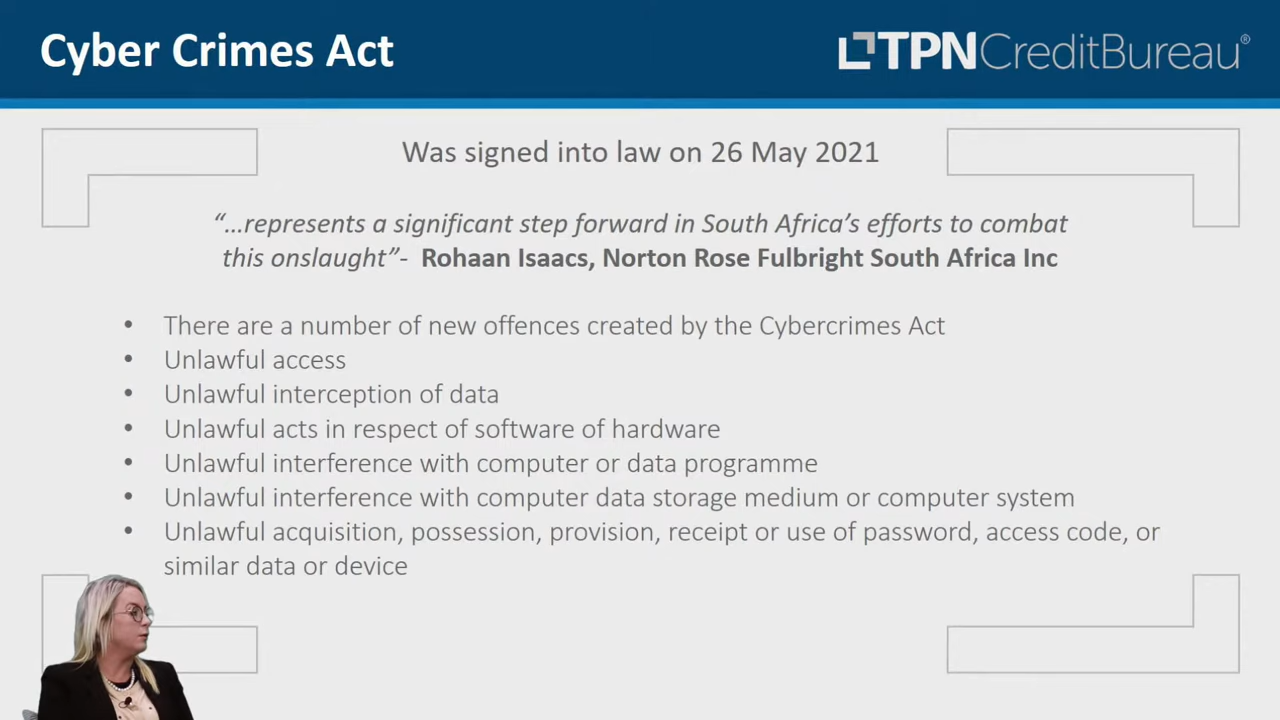 Cyber Crimes Act
TPNCreditBureau®
Was signed into law on 26 May 2021
“...represents a significant step forward in South Africa’s efforts to combat
this onslaught”- Rohaan Isaacs, Norton Rose Fulbright South Africa Inc
• There are a number of new offences created by the Cybercrimes Act
• Unlawful access
• Unlawful interception of data
• Unlawful acts in respect of software of hardware
• Unlawful interference with computer or data programme
• Unlawful interference with computer data storage medium or computer system
• Unlawful acquisition, possession, provision, receipt or use of password, access code, or
similar data or device